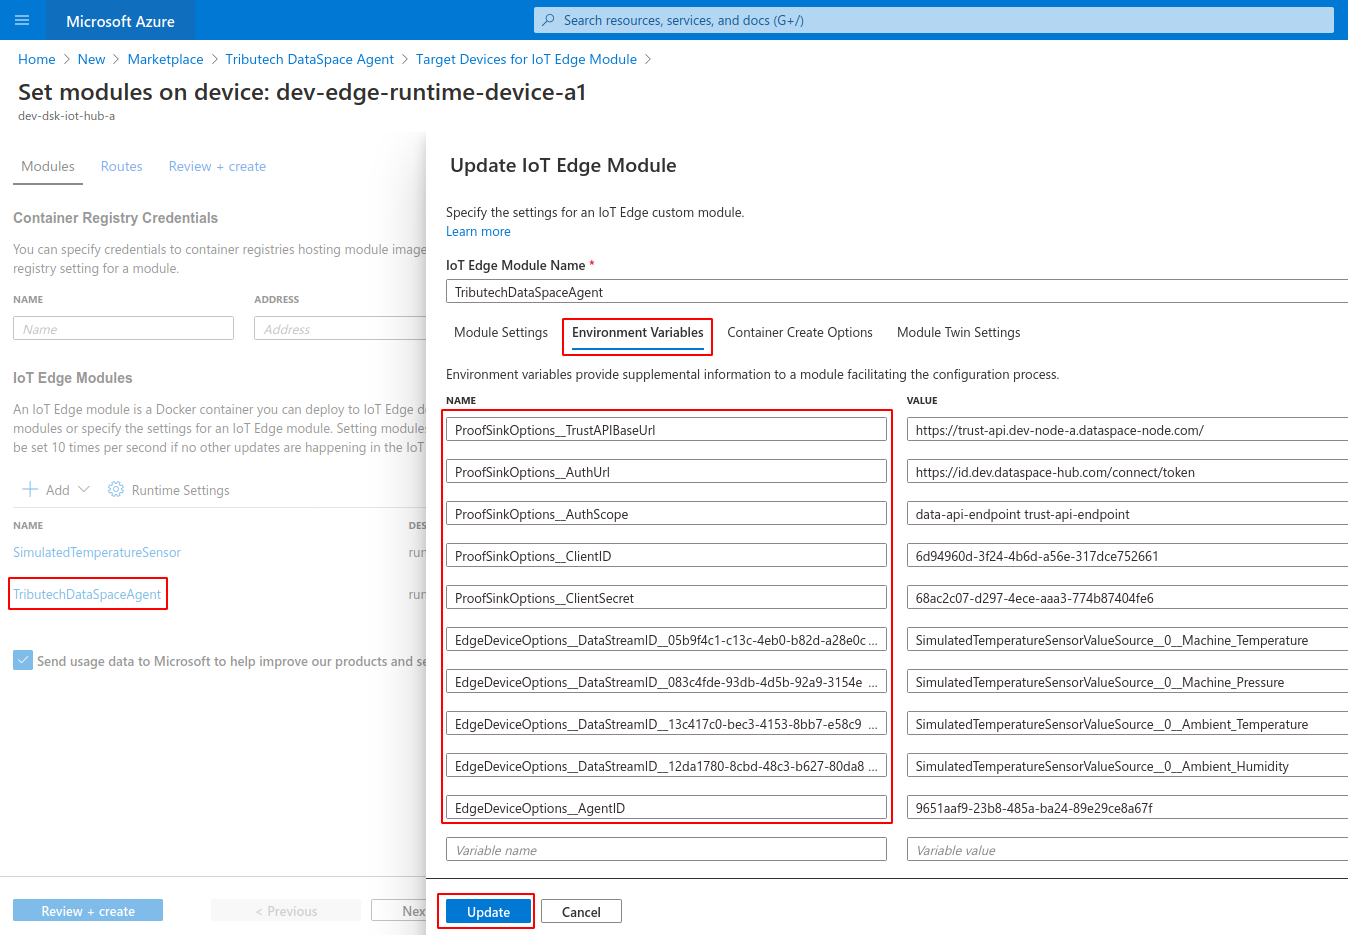 Microsoft Azure
Search resources, services, and docs (G+/)
Home > New > Marketplace > Tributech DataSpace Agent > Target Devices for IoT Edge Module >
Set modules on device: dev-edge-runtime-device-a1
dev-dsk-iot-hub-a
Modules Routes Review + create
Container Registry Credentials
You can specify credentials to container registries hosting module image
registry setting for a module.
NAME ADDRESS
Name Address
IoT Edge Modules
An IoT Edge module is a Docker container you can deploy to IoT Edge d
modules or specify the settings for an IoT Edge module. Setting modules
be set 10 times per second if no other updates are happening in the IoT
Add Runtime Settings
NAME DES
SimulatedTemperatureSensor run
TributechDataSpaceAgent run
Send usage data to Microsoft to help improve our products and se
Review + create < Previous Nex
Update IoT Edge Module
Specify the settings for an IoT Edge custom module.
Learn more
IoT Edge Module Name *
TributechDataSpaceAgent
Module Settings Environment Variables Container Create Options Module Twin Settings
Environment variables provide supplemental information to a module facilitating the configuration process.
NAME VALUE
ProofSinkOptions__TrustAPIBaseUrl https://trust-api.dev-node-a.dataspace-node.com/
ProofSinkOptions__AuthUrl https://id.dev.dataspace-hub.com/connect/token
ProofSinkOptions__AuthScope data-api-endpoint trust-api-endpoint
ProofSinkOptions__ClientID 6d94960d-3f24-4b6d-a56e-317dce752661
ProofSinkOptions__ClientSecret 68ac2c07-d297-4ece-aaa3-774b87404fe6
EdgeDeviceOptions__DataStreamID__05b9f4c1-c13c-4eb0-b82d-a28e0c ... SimulatedTemperatureSensorValueSource__0__Machine_Temperature
EdgeDeviceOptions__DataStreamID__083c4fde-93db-4d5b-92a9-3154e ... SimulatedTemperatureSensorValueSource__0__Machine_Pressure
EdgeDeviceOptions__DataStreamID__13c417c0-bec3-4153-8bb7-e58c9 ... SimulatedTemperatureSensorValueSource__0__Ambient_Temperature
EdgeDeviceOptions__DataStreamID__12da1780-8cbd-48c3-b627-80da8 ... SimulatedTemperatureSensorValueSource__0__Ambient_Humidity
EdgeDeviceOptions__AgentID 9651aaf9-23b8-485a-ba24-89e29ce8a67f
Variable name Variable value
Update Cancel